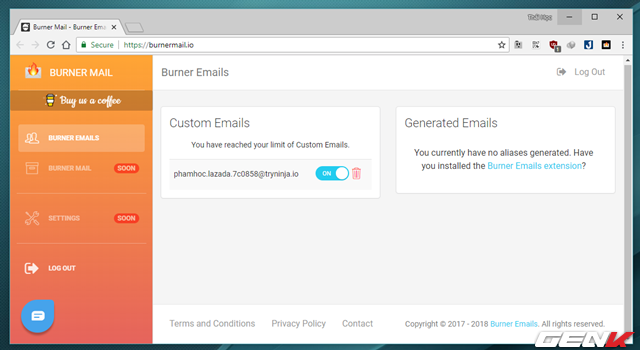 Thái Học
Burner Mail - Burner Ema
Secure
https://burnermail.io
BURNER MAIL
Burner Emails
Log Out
Buy us a coffee
BURNER EMAILS
BURNER MAIL
SOON
SETTINGS
SOON
LOG OUT
Custom Emails
You have reached your limit of Custom Emails.
phamhoc.lazada.7c0858@tryninja.io
ON
Generated Emails
You currently have no aliases generated. Have
you installed the Burner Emails extension?
Terms and Conditions
Privacy Policy
Contact
Copyright © 2017 - 2018 Burner Emails. All rights reserved.
GENK